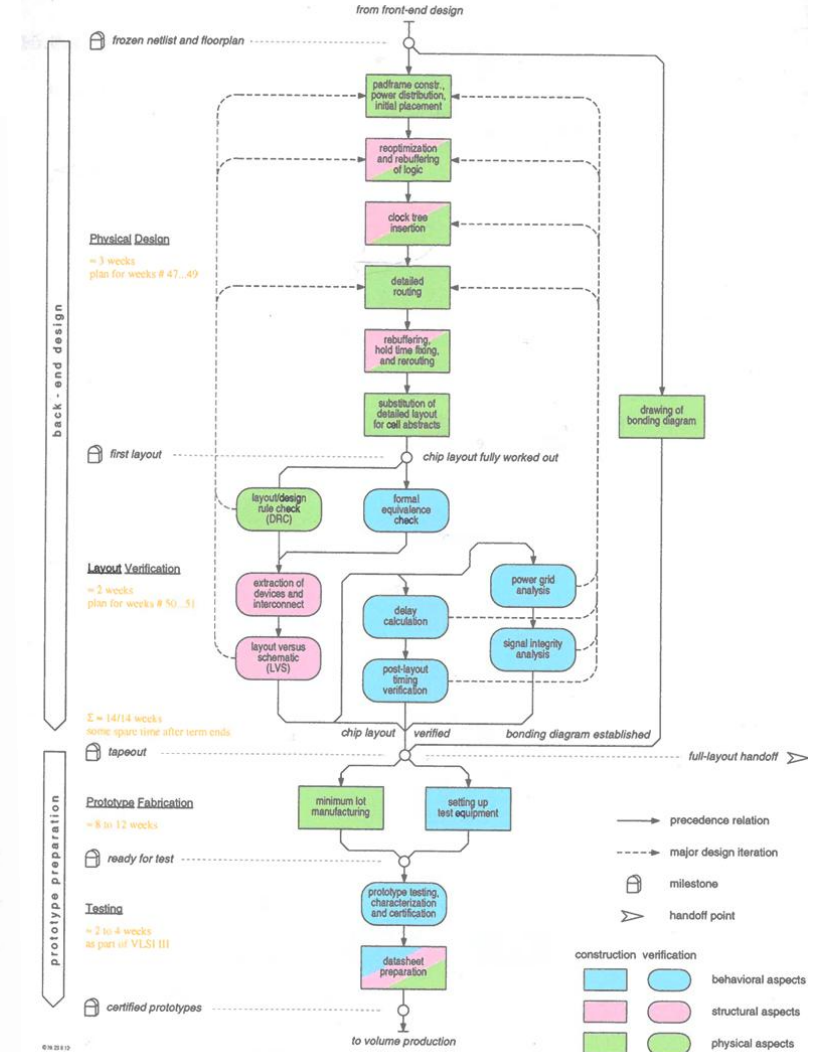 from front-end design
frozen netlist and floorplan
padframe constr.,
power distribution,
initial placement
reoptimization
and rebuffering
of logic
clock tree
insertion
Physical Design
≈ 3 weeks
plan for weeks # 47...49
detailed
routing
back-end design
rebuffering,
hold time fixing,
and rerouting
substitution of
detailed layout
for cell abstracts
drawing of
bonding diagram
first layout
chip layout fully worked out
layout/design
rule check
(DRC)
formal
equivalence
check
Layout Verification
≈ 2 weeks
plan for weeks # 50...51
extraction of
devices and
interconnect
power grid
analysis
delay
calculation
layout versus
schematic
(LVS)
signal integrity
analysis
post-layout
timing
verification
Σ = 14/14 weeks
some spare time after term ends
chip layout verified
bonding diagram established
tapeout
full-layout handoff
prototype preparation
Prototype Fabrication
≈ 8 to 12 weeks
minimum lot
manufacturing
setting up
test equipment
precedence relation
major design iteration
ready for test
milestone
handoff point
Testing
≈ 2 to 4 weeks
as part of VLSI III
prototype testing,
characterization
and certification
datasheet
preparation
construction verification
behavioral aspects
structural aspects
physical aspects
certified prototypes
to volume production